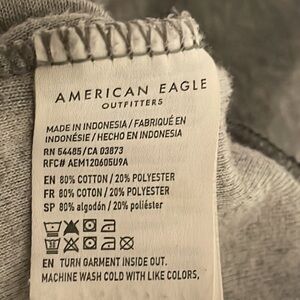 AMERICAN EAGLE
OUTFITTERS
MADE IN INDONESIA / FABRIQUÉ EN
INDONÉSIE / HECHO EN INDONESIA
RN 54485/CA 03873
RFC# AEM120605U9A
EN 80% COTTON / 20% POLYESTER
FR 80% COTON / 20% POLYESTER
SP 80% algodón / 20% poliéster
EN TURN GARMENT INSIDE OUT.
MACHINE WASH COLD WITH LIKE COLORS,